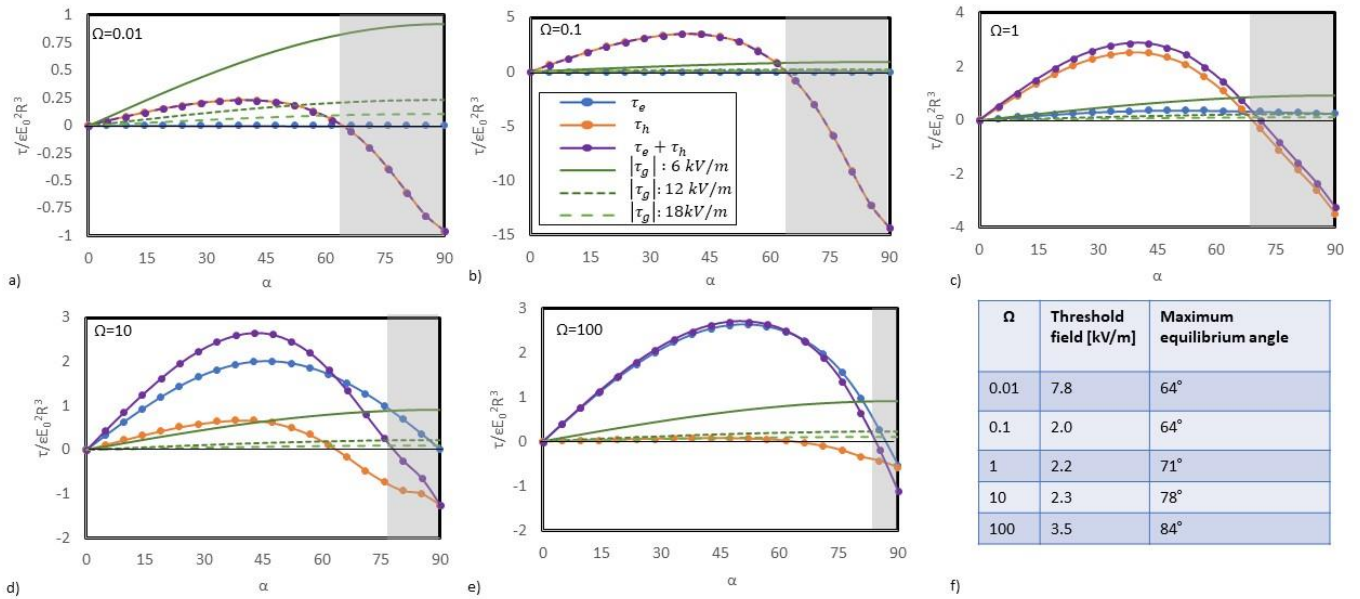 1
0.75
0.5
0.25
0
-0.25
-0.5
-0.75
-1
τ/εE₀²R³
Ω=0.01
0 15 30 45 60 75 90
α
a)
5
0
-5
-10
-15
τ/εE₀²R³
Ω=0.1
τₑ
τₕ
τₑ + τₕ
|τg| : 6 kV/m
|τg|: 12 kV/m
|τg|: 18kV/m
0 15 30 45 60 75 90
α
b)
4
2
0
-2
-4
τ/εE₀²R³
Ω=1
0 15 30 45 60 75 90
α
c)
3
2
1
0
-1
-2
τ/εE₀²R³
Ω=10
0 15 30 45 60 75 90
α
d)
3
2
1
0
-1
-2
τ/εE₀²R³
Ω=100
0 15 30 45 60 75 90
α
e)
Ω Threshold field [kV/m] Maximum equilibrium angle
0.01 7.8 64°
0.1 2.0 64°
1 2.2 71°
10 2.3 78°
100 3.5 84°
f)